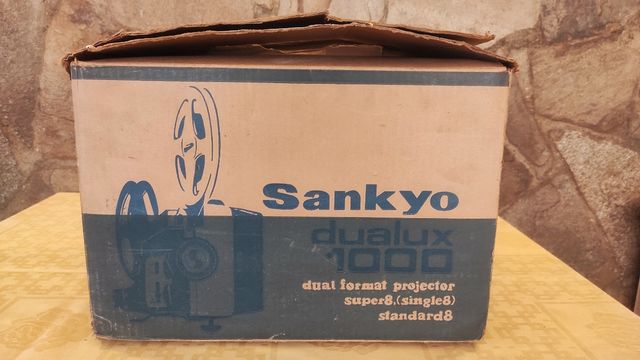 Sankyo
dualux
1000
dual format projector
super8,(single8)
standard8